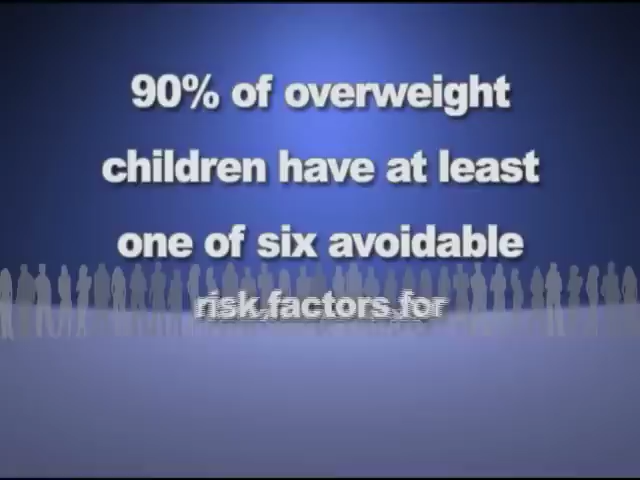 90% of overweight
children have at least
one of six avoidable
risk factors for